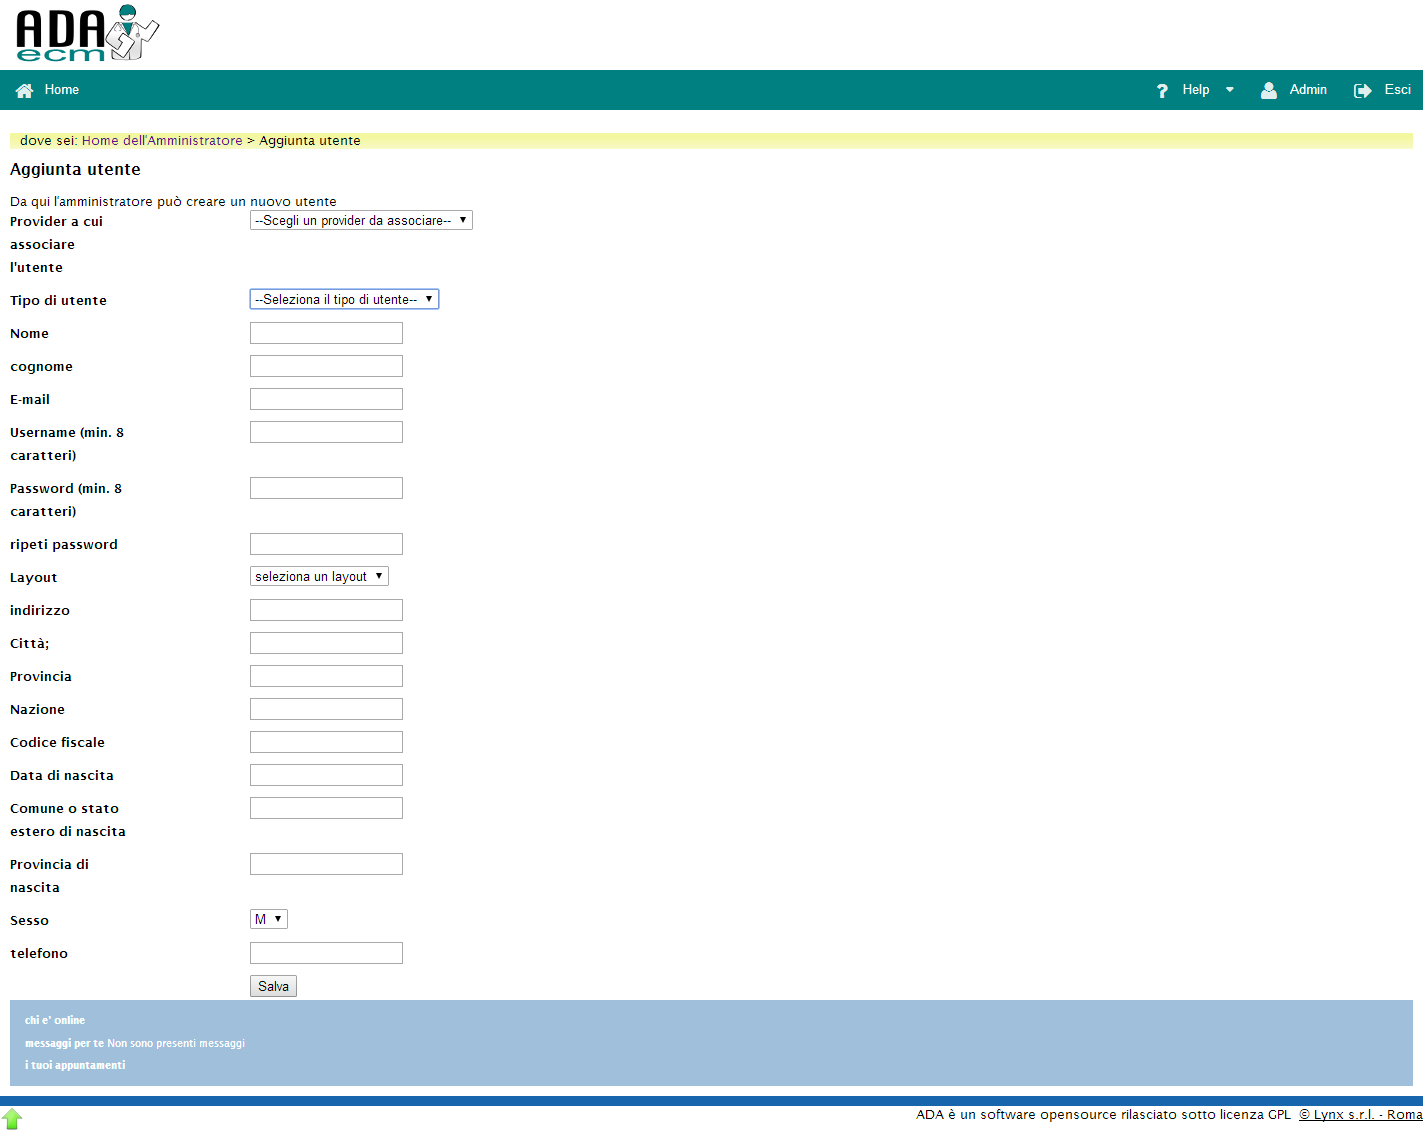 ADA
ecm
Home
? Help Admin Esci
dove sei: Home dell'Amministratore > Aggiunta utente
Aggiunta utente
Da qui l'amministratore può creare un nuovo utente
Provider a cui --Scegli un provider da associare--
associare
l'utente
Tipo di utente --Seleziona il tipo di utente--
Nome
cognome
E-mail
Username (min. 8
caratteri)
Password (min. 8
caratteri)
ripeti password
Layout seleziona un layout
indirizzo
Città;
Provincia
Nazione
Codice fiscale
Data di nascita
Comune o stato
estero di nascita
Provincia di
nascita
Sesso M
telefono
Salva
chi e' online
messaggi per te Non sono presenti messaggi
i tuoi appuntamenti
ADA è un software opensource rilasciato sotto licenza GPL © Lynx s.r.l. - Roma